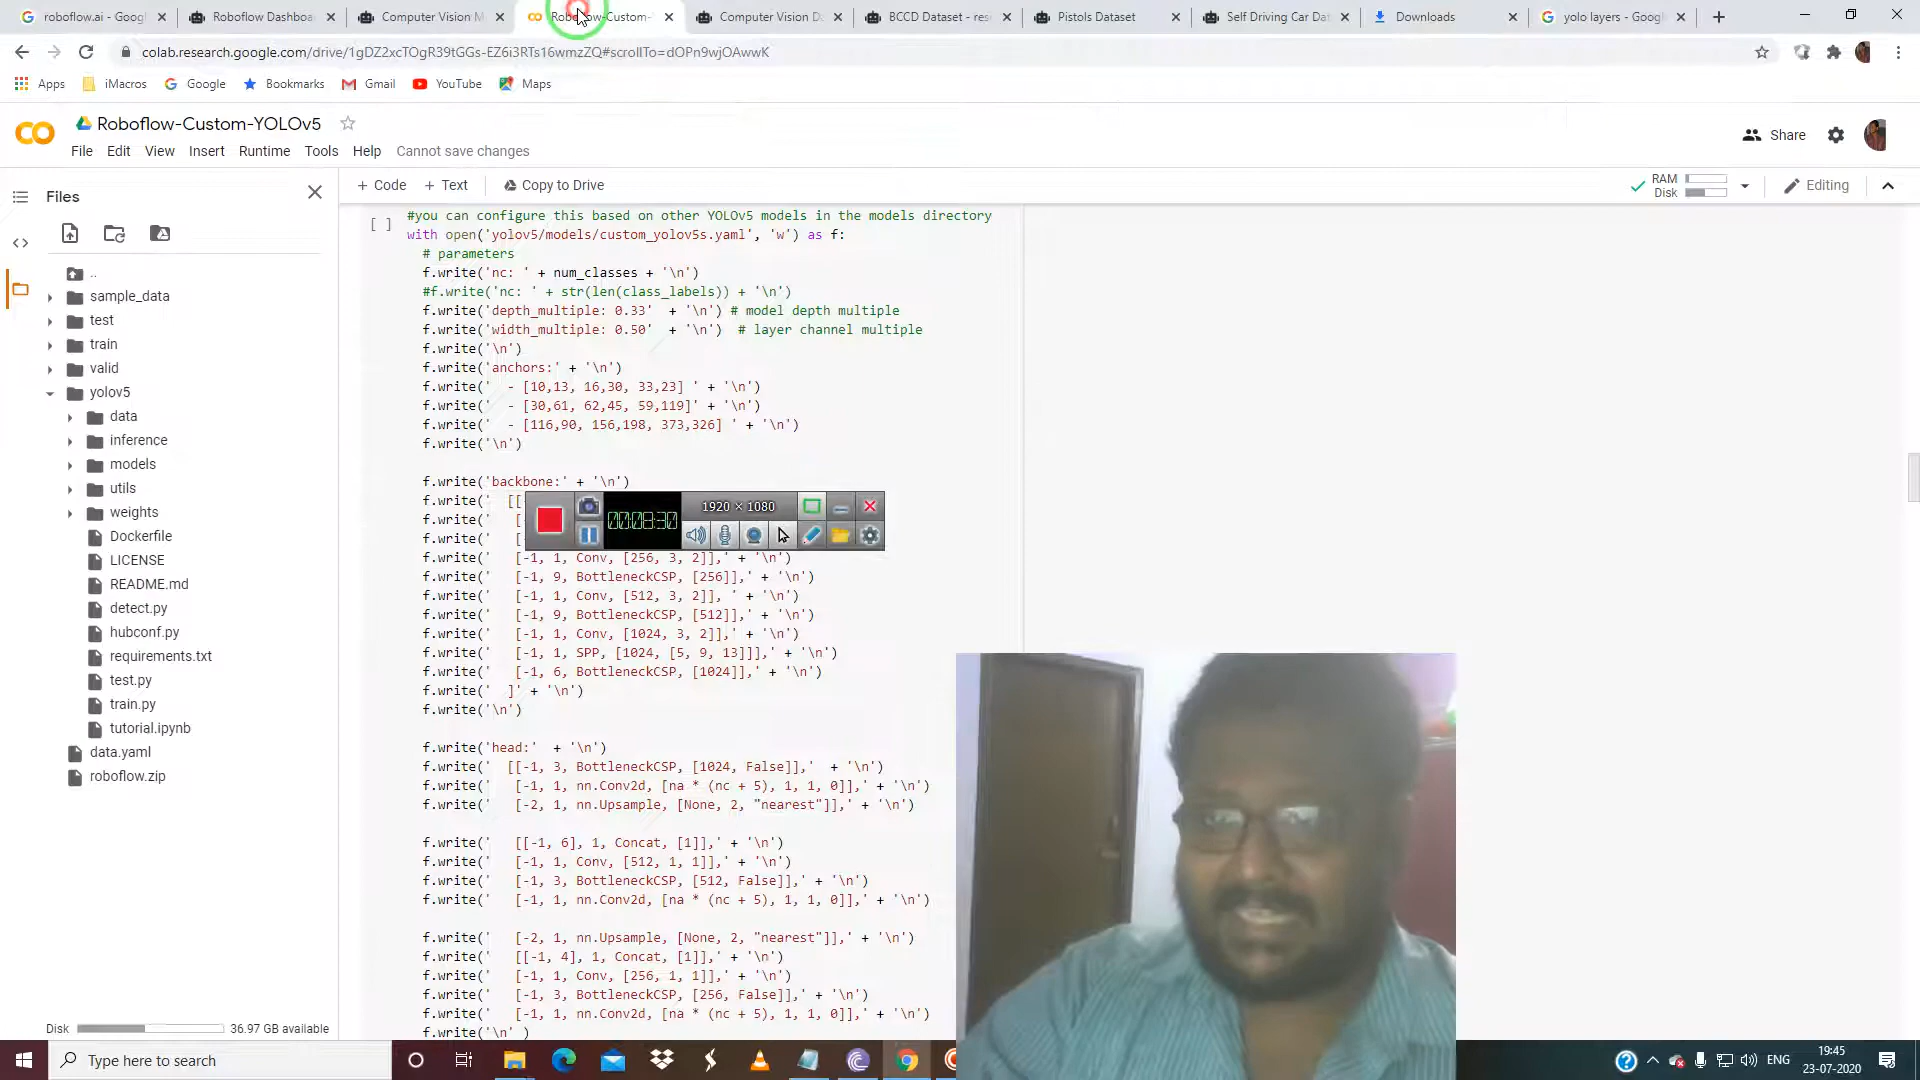 roboflow.ai - Goog
Roboflow Dashboa
Computer Vision M
Roboflow-Custom-
Computer Vision D
BCCD Dataset - res
Pistols Dataset
Self Driving Car Dat
Downloads
yolo layers - Googl
colab.research.google.com/drive/1gDZ2xcTOgR39tGGs-EZ6i3RTs16wmzZQ#scrollTo=dOPn9wjOAwwK
Apps iMacros Google Bookmarks Gmail YouTube Maps
Roboflow-Custom-YOLOv5
Share
File Edit View Insert Runtime Tools Help Cannot save changes
+ Code + Text Copy to Drive
RAM
Disk
Editing
Files
..
sample_data
test
train
valid
yolov5
data
inference
models
utils
weights
Dockerfile
LICENSE
README.md
detect.py
hubconf.py
requirements.txt
test.py
train.py
tutorial.ipynb
data.yaml
roboflow.zip
Disk 36.97 GB available
[ ]
#you can configure this based on other YOLOv5 models in the models directory
with open('yolov5/models/custom_yolov5s.yaml', 'w') as f:
# parameters
f.write('nc: ' + num_classes + '\n')
#f.write('nc: ' + str(len(class_labels)) + '\n')
f.write('depth_multiple: 0.33' + '\n') # model depth multiple
f.write('width_multiple: 0.50' + '\n') # layer channel multiple
f.write('\n')
f.write('anchors:' + '\n')
f.write(' - [10,13, 16,30, 33,23] ' + '\n')
f.write(' - [30,61, 62,45, 59,119]' + '\n')
f.write(' - [116,90, 156,198, 373,326] ' + '\n')
f.write('\n')
f.write('backbone:' + '\n')
f.write(' [[
f.write(' [
f.write(' [
f.write(' [-1, 1, Conv, [256, 3, 2]],' + '\n')
f.write(' [-1, 9, BottleneckCSP, [256]],' + '\n')
f.write(' [-1, 1, Conv, [512, 3, 2]], ' + '\n')
f.write(' [-1, 9, BottleneckCSP, [512]],' + '\n')
f.write(' [-1, 1, Conv, [1024, 3, 2]],' + '\n')
f.write(' [-1, 1, SPP, [1024, [5, 9, 13]]],' + '\n')
f.write(' [-1, 6, BottleneckCSP, [1024]],' + '\n')
f.write(' ]' + '\n')
f.write('\n')
f.write('head:' + '\n')
f.write(' [[-1, 3, BottleneckCSP, [1024, False]],' + '\n')
f.write(' [-1, 1, nn.Conv2d, [na * (nc + 5), 1, 1, 0]],' + '\n')
f.write(' [-2, 1, nn.Upsample, [None, 2, "nearest"]],' + '\n')
f.write(' [[-1, 6], 1, Concat, [1]],' + '\n')
f.write(' [-1, 1, Conv, [512, 1, 1]],' + '\n')
f.write(' [-1, 3, BottleneckCSP, [512, False]],' + '\n')
f.write(' [-1, 1, nn.Conv2d, [na * (nc + 5), 1, 1, 0]],' + '\n')
f.write(' [-2, 1, nn.Upsample, [None, 2, "nearest"]],' + '\n')
f.write(' [[-1, 4], 1, Concat, [1]],' + '\n')
f.write(' [-1, 1, Conv, [256, 1, 1]],' + '\n')
f.write(' [-1, 3, BottleneckCSP, [256, False]],' + '\n')
f.write(' [-1, 1, nn.Conv2d, [na * (nc + 5), 1, 1, 0]],' + '\n')
f.write('\n' )
00:08:30
1920 × 1080
Type here to search
ENG
19:45
23-07-2020